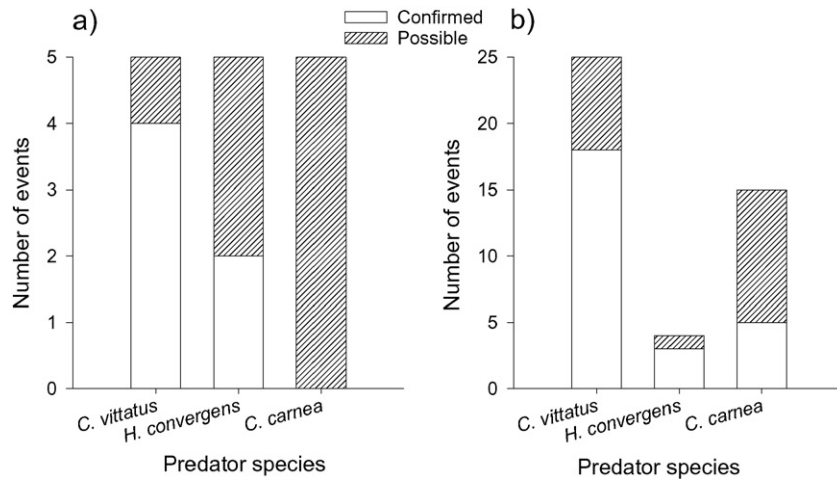 a)
Confirmed
Possible
b)
Number of events
5
4
3
2
1
0
C. vittatus
H. convergens
C. carnea
Predator species
Number of events
25
20
15
10
5
0
C. vittatus
H. convergens
C. carnea
Predator species